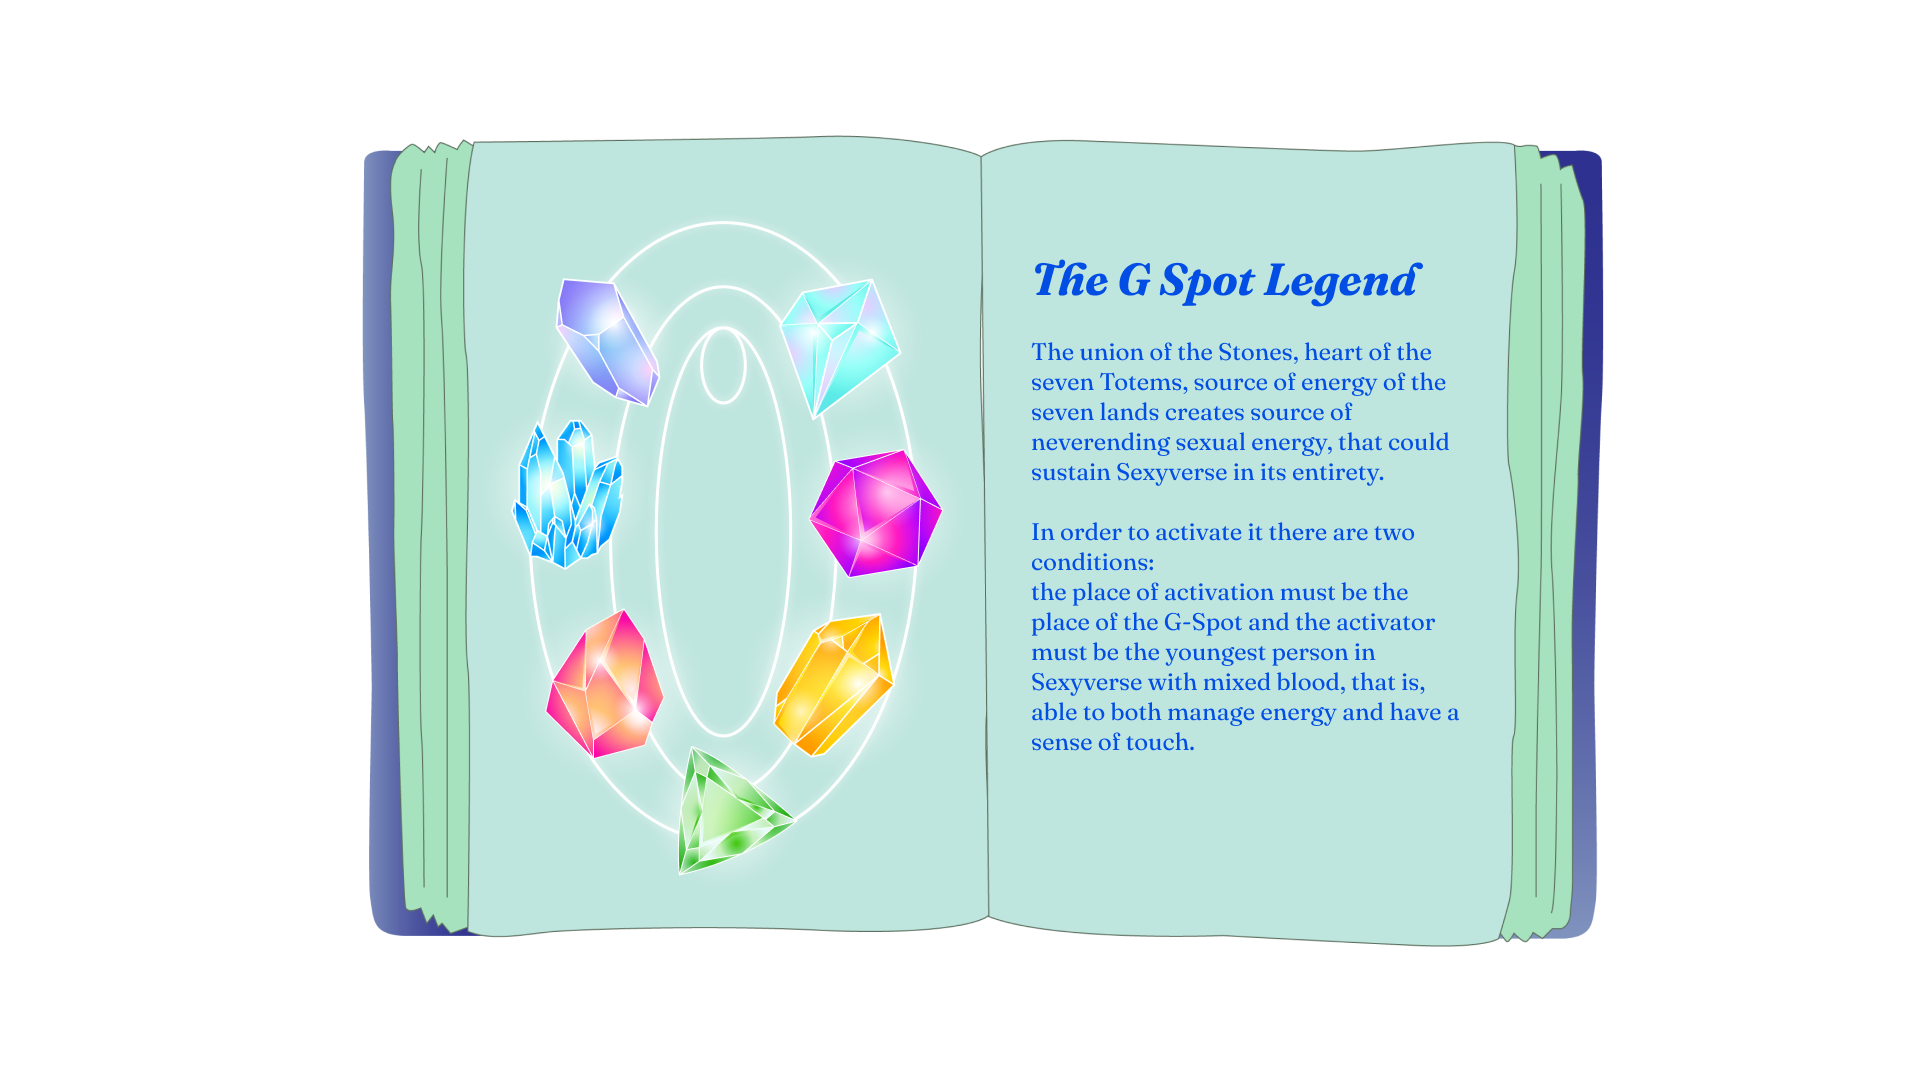 The G Spot Legend
The union of the Stones, heart of the
seven Totems, source of energy of the
seven lands creates source of
neverending sexual energy, that could
sustain Sexyverse in its entirety.
In order to activate it there are two
conditions:
the place of activation must be the
place of the G-Spot and the activator
must be the youngest person in
Sexyverse with mixed blood, that is,
able to both manage energy and have a
sense of touch.